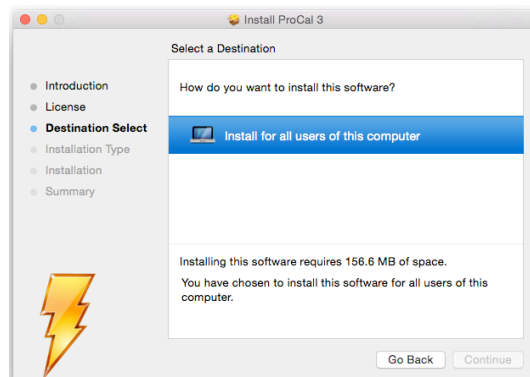 Install ProCal 3
Select a Destination
Introduction
License
Destination Select
Installation Type
Installation
Summary
How do you want to install this software?
Install for all users of this computer
Installing this software requires 156.6 MB of space.
You have chosen to install this software for all users of this
computer.
Go Back
Continue